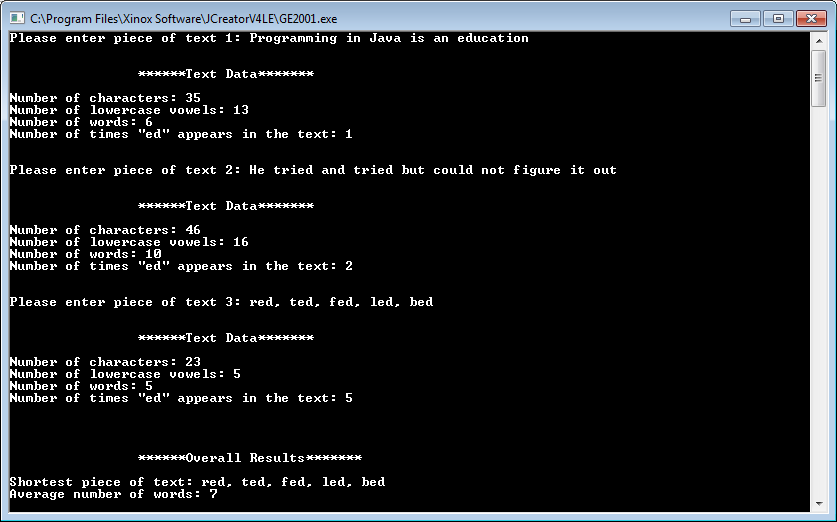 C:\Program Files\Xinox Software\JCreatorV4LE\GE2001.exe
Please enter piece of text 1: Programming in Java is an education
******Text Data*******
Number of characters: 35
Number of lowercase vowels: 13
Number of words: 6
Number of times "ed" appears in the text: 1
Please enter piece of text 2: He tried and tried but could not figure it out
******Text Data*******
Number of characters: 46
Number of lowercase vowels: 16
Number of words: 10
Number of times "ed" appears in the text: 2
Please enter piece of text 3: red, ted, fed, led, bed
******Text Data*******
Number of characters: 23
Number of lowercase vowels: 5
Number of words: 5
Number of times "ed" appears in the text: 5
******Overall Results*******
Shortest piece of text: red, ted, fed, led, bed
Average number of words: 7